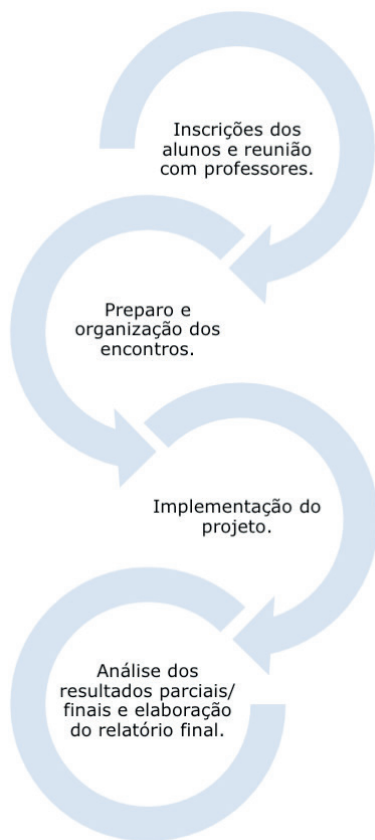 Inscrições dos
alunos e reunião
com professores.
Preparo e
organização dos
encontros.
Implementação do
projeto.
Análise dos
resultados parciais/
finais e elaboração
do relatório final.